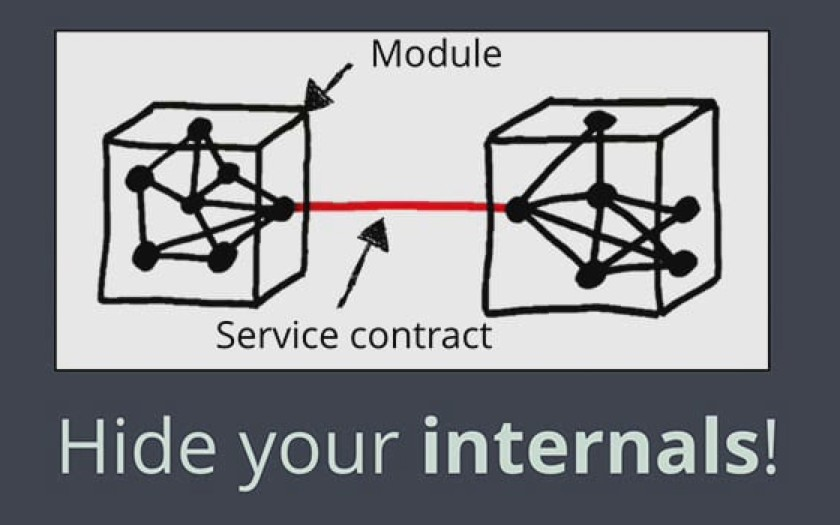 Module
Service contract
Hide your internals!